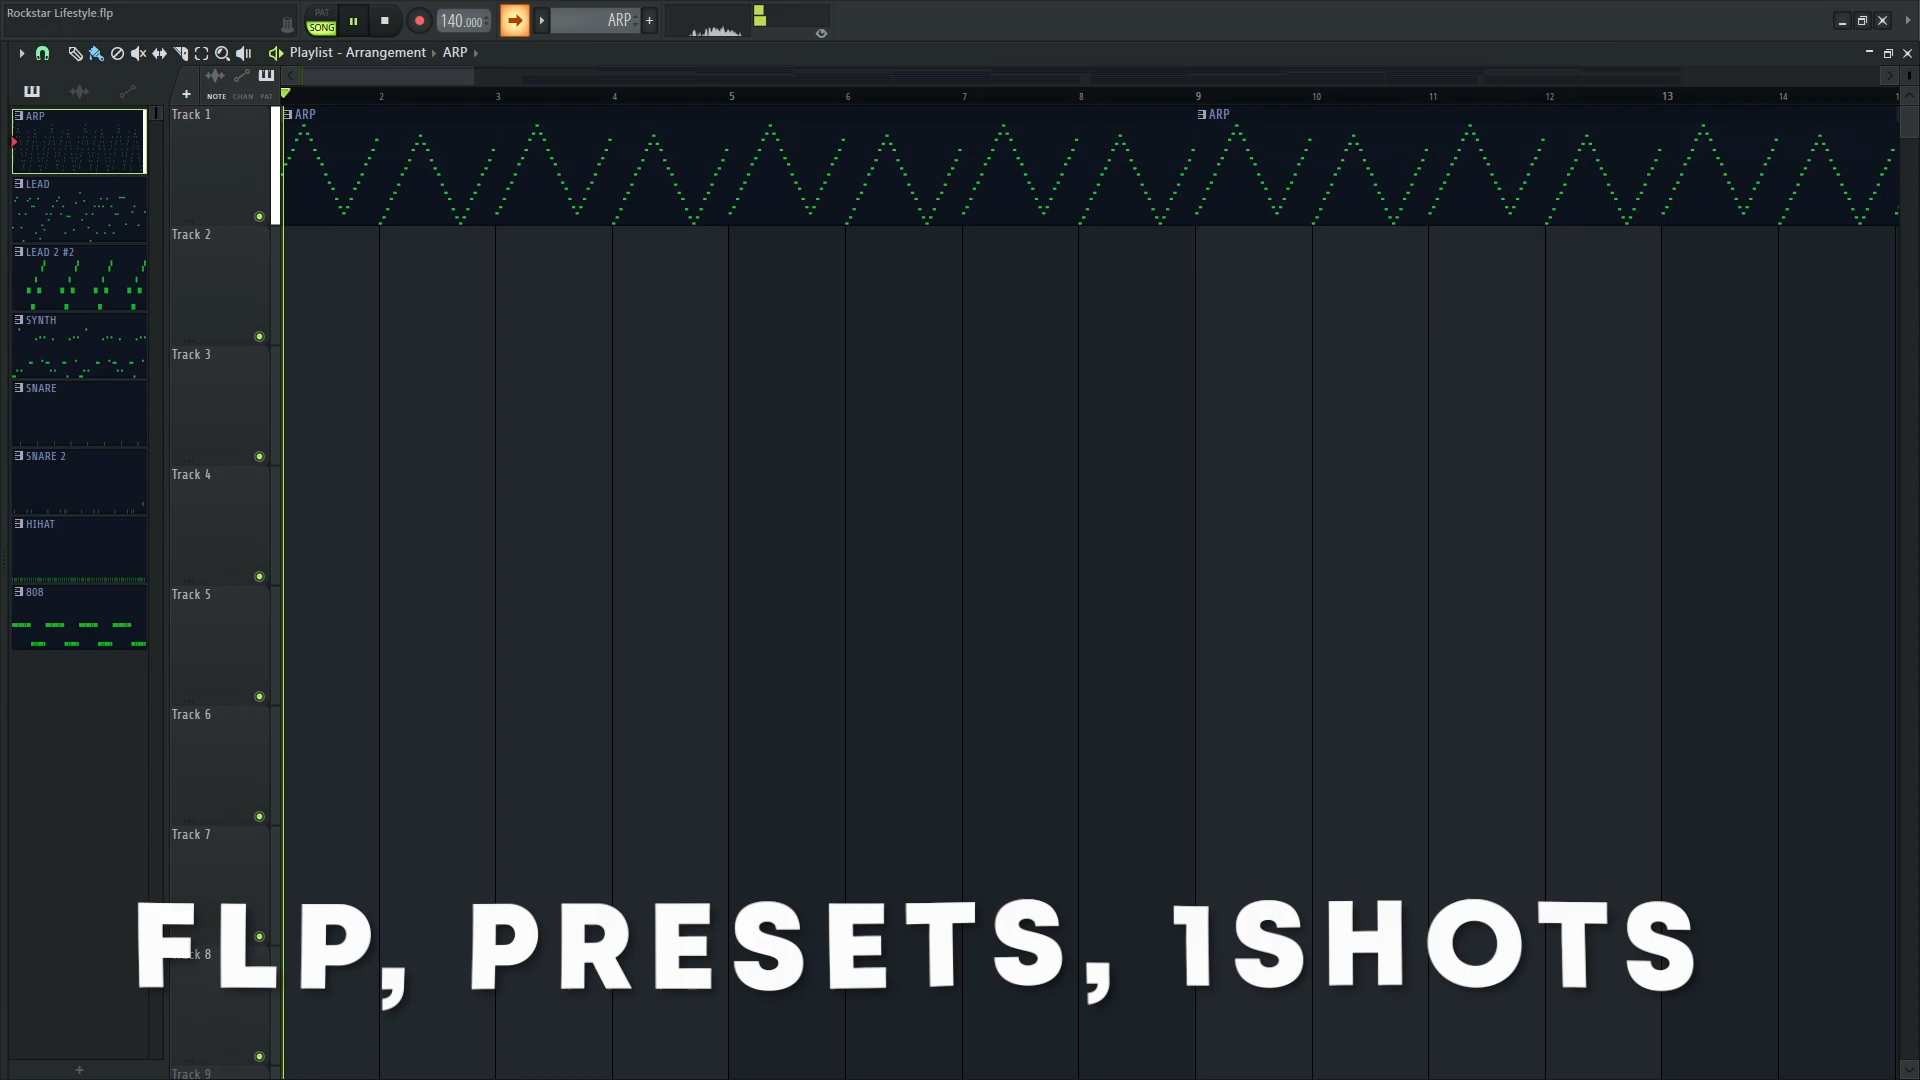 Rockstar Lifestyle.flp
PAT
SONG
140.000
ARP
Playlist - Arrangement ▸ ARP ▸
NOTE CHAN PAT
2 3 4 5 6 7 8 9 10 11 12 13 14
ARP
LEAD
LEAD 2 #2
SYNTH
SNARE
SNARE 2
HIHAT
808
Track 1
ARP
ARP
Track 2
Track 3
Track 4
Track 5
Track 6
Track 7
ck 8
Track 9
FLP, PRESETS, 1SHOTS